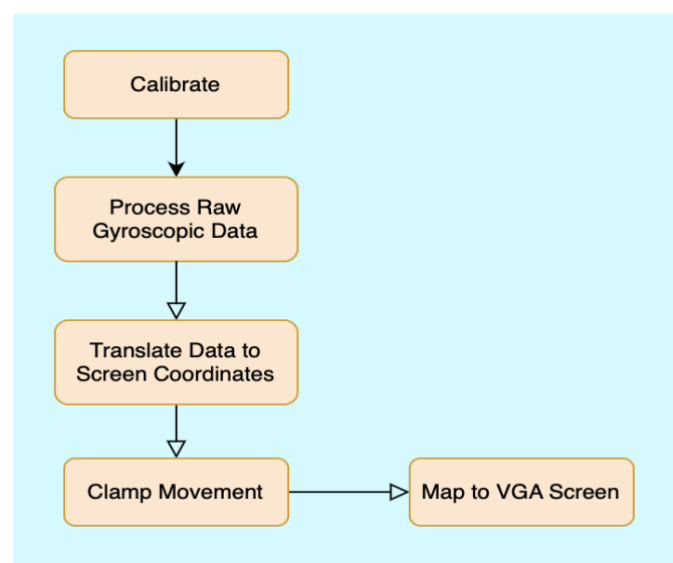 Calibrate
Process Raw
Gyroscopic Data
Translate Data to
Screen Coordinates
Clamp Movement
Map to VGA Screen